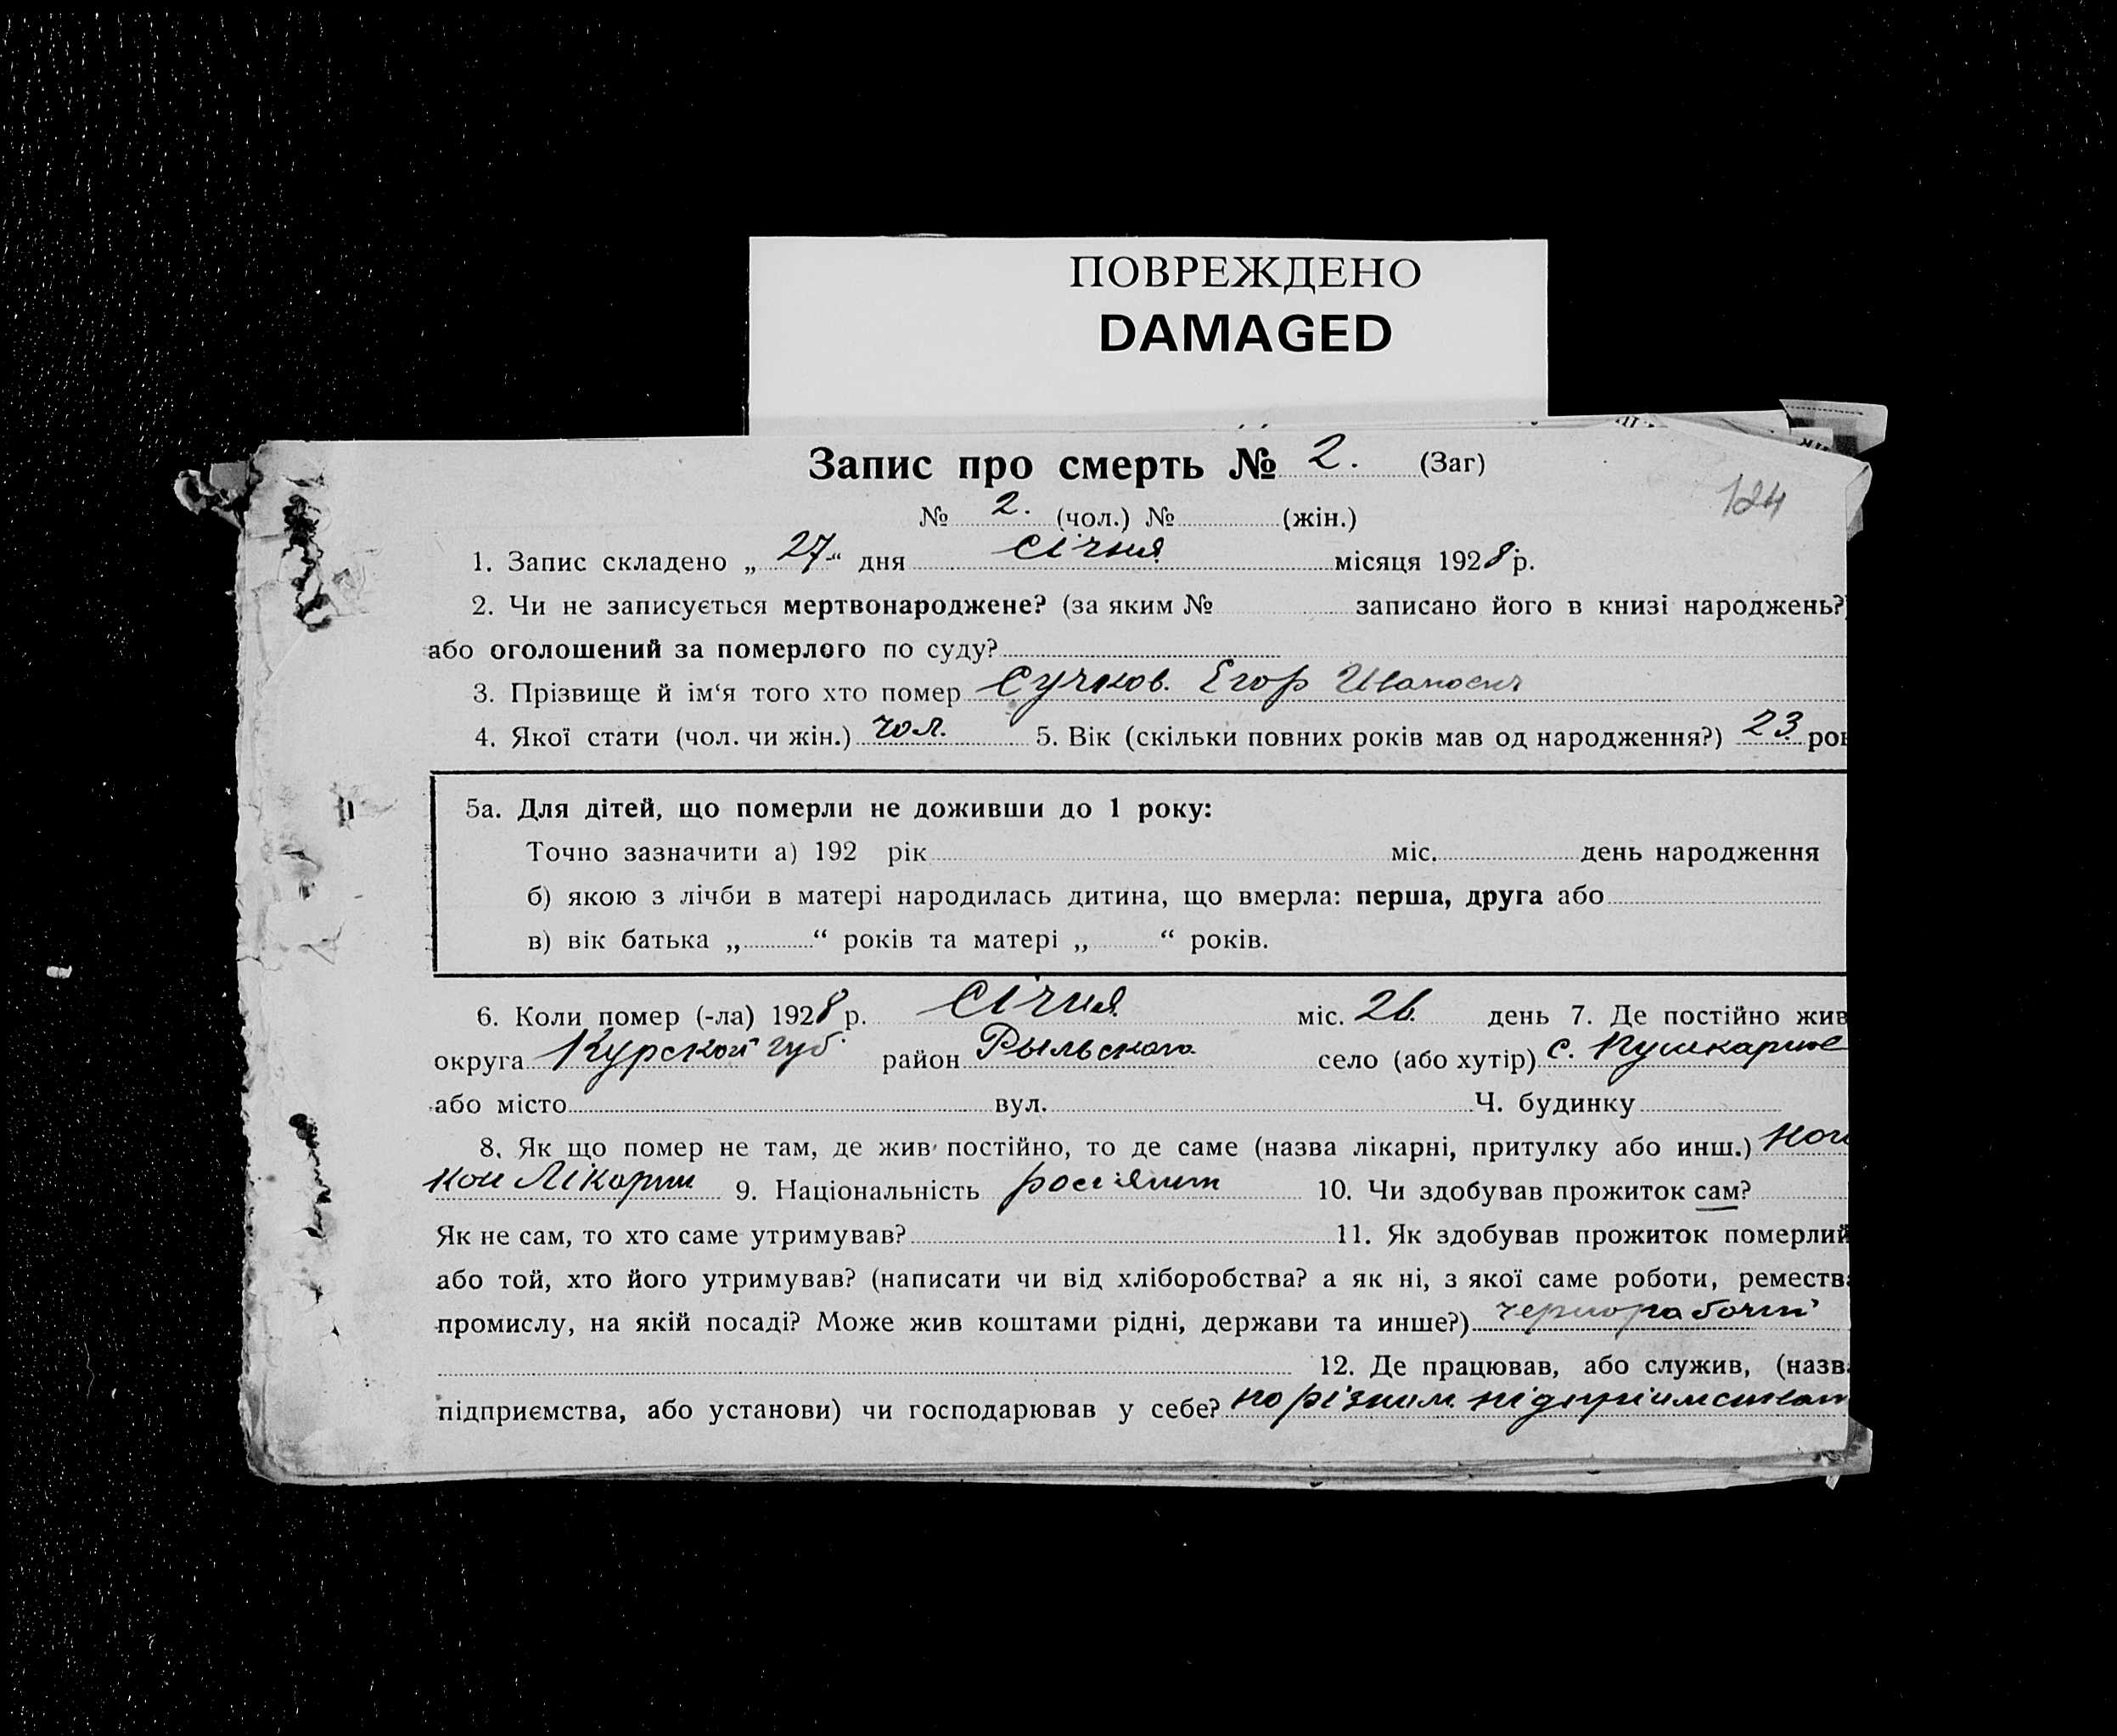 ПОВРЕЖДЕНО
DAMAGED
Запис про смерть № 2. (Заг)
124
№ 2. (чол.) № (жін.)
1. Запис складено „ 27 “ дня січня місяця 1928 р.
2. Чи не записується мертвонароджене? (за яким № записано його в книзі народжень?)
або оголошений за померлого по суду?
3. Прізвище й ім‘я того хто помер Сучков. Егор
4. Якої стати (чол. чи жін.) чол. 5. Вік (скільки повних років мав од народження?) 23 рок
5а. Для дітей, що померли не доживши до 1 року:
Точно зазначити а) 192 рік міс. день народження
б) якою з лічби в матері народилась дитина, що вмерла: перша, друга або
в) вік батька „ “ років та матері „ “ років.
6. Коли помер (-ла) 1928 р. Січня міс. 26. день 7. Де постійно жив
округа Курской губ. район Рыльского село (або хутір) с.
або місто вул. Ч. будинку
8. Як що помер не там, де жив постійно, то де саме (назва лікарні, притулку або инш.)
9. Національність росіянин 10. Чи здобував прожиток сам?
Як не сам, то хто саме утримував? 11. Як здобував прожиток померлий
або той, хто його утримував? (написати чи від хліборобства? а як ні, з якої саме роботи, реместв
промислу, на якій посаді? Може жив коштами рідні, держави та инше?) чернорабочий
12. Де працював, або служив, (назв
підприємства, або установи) чи господарював у себе? по різним